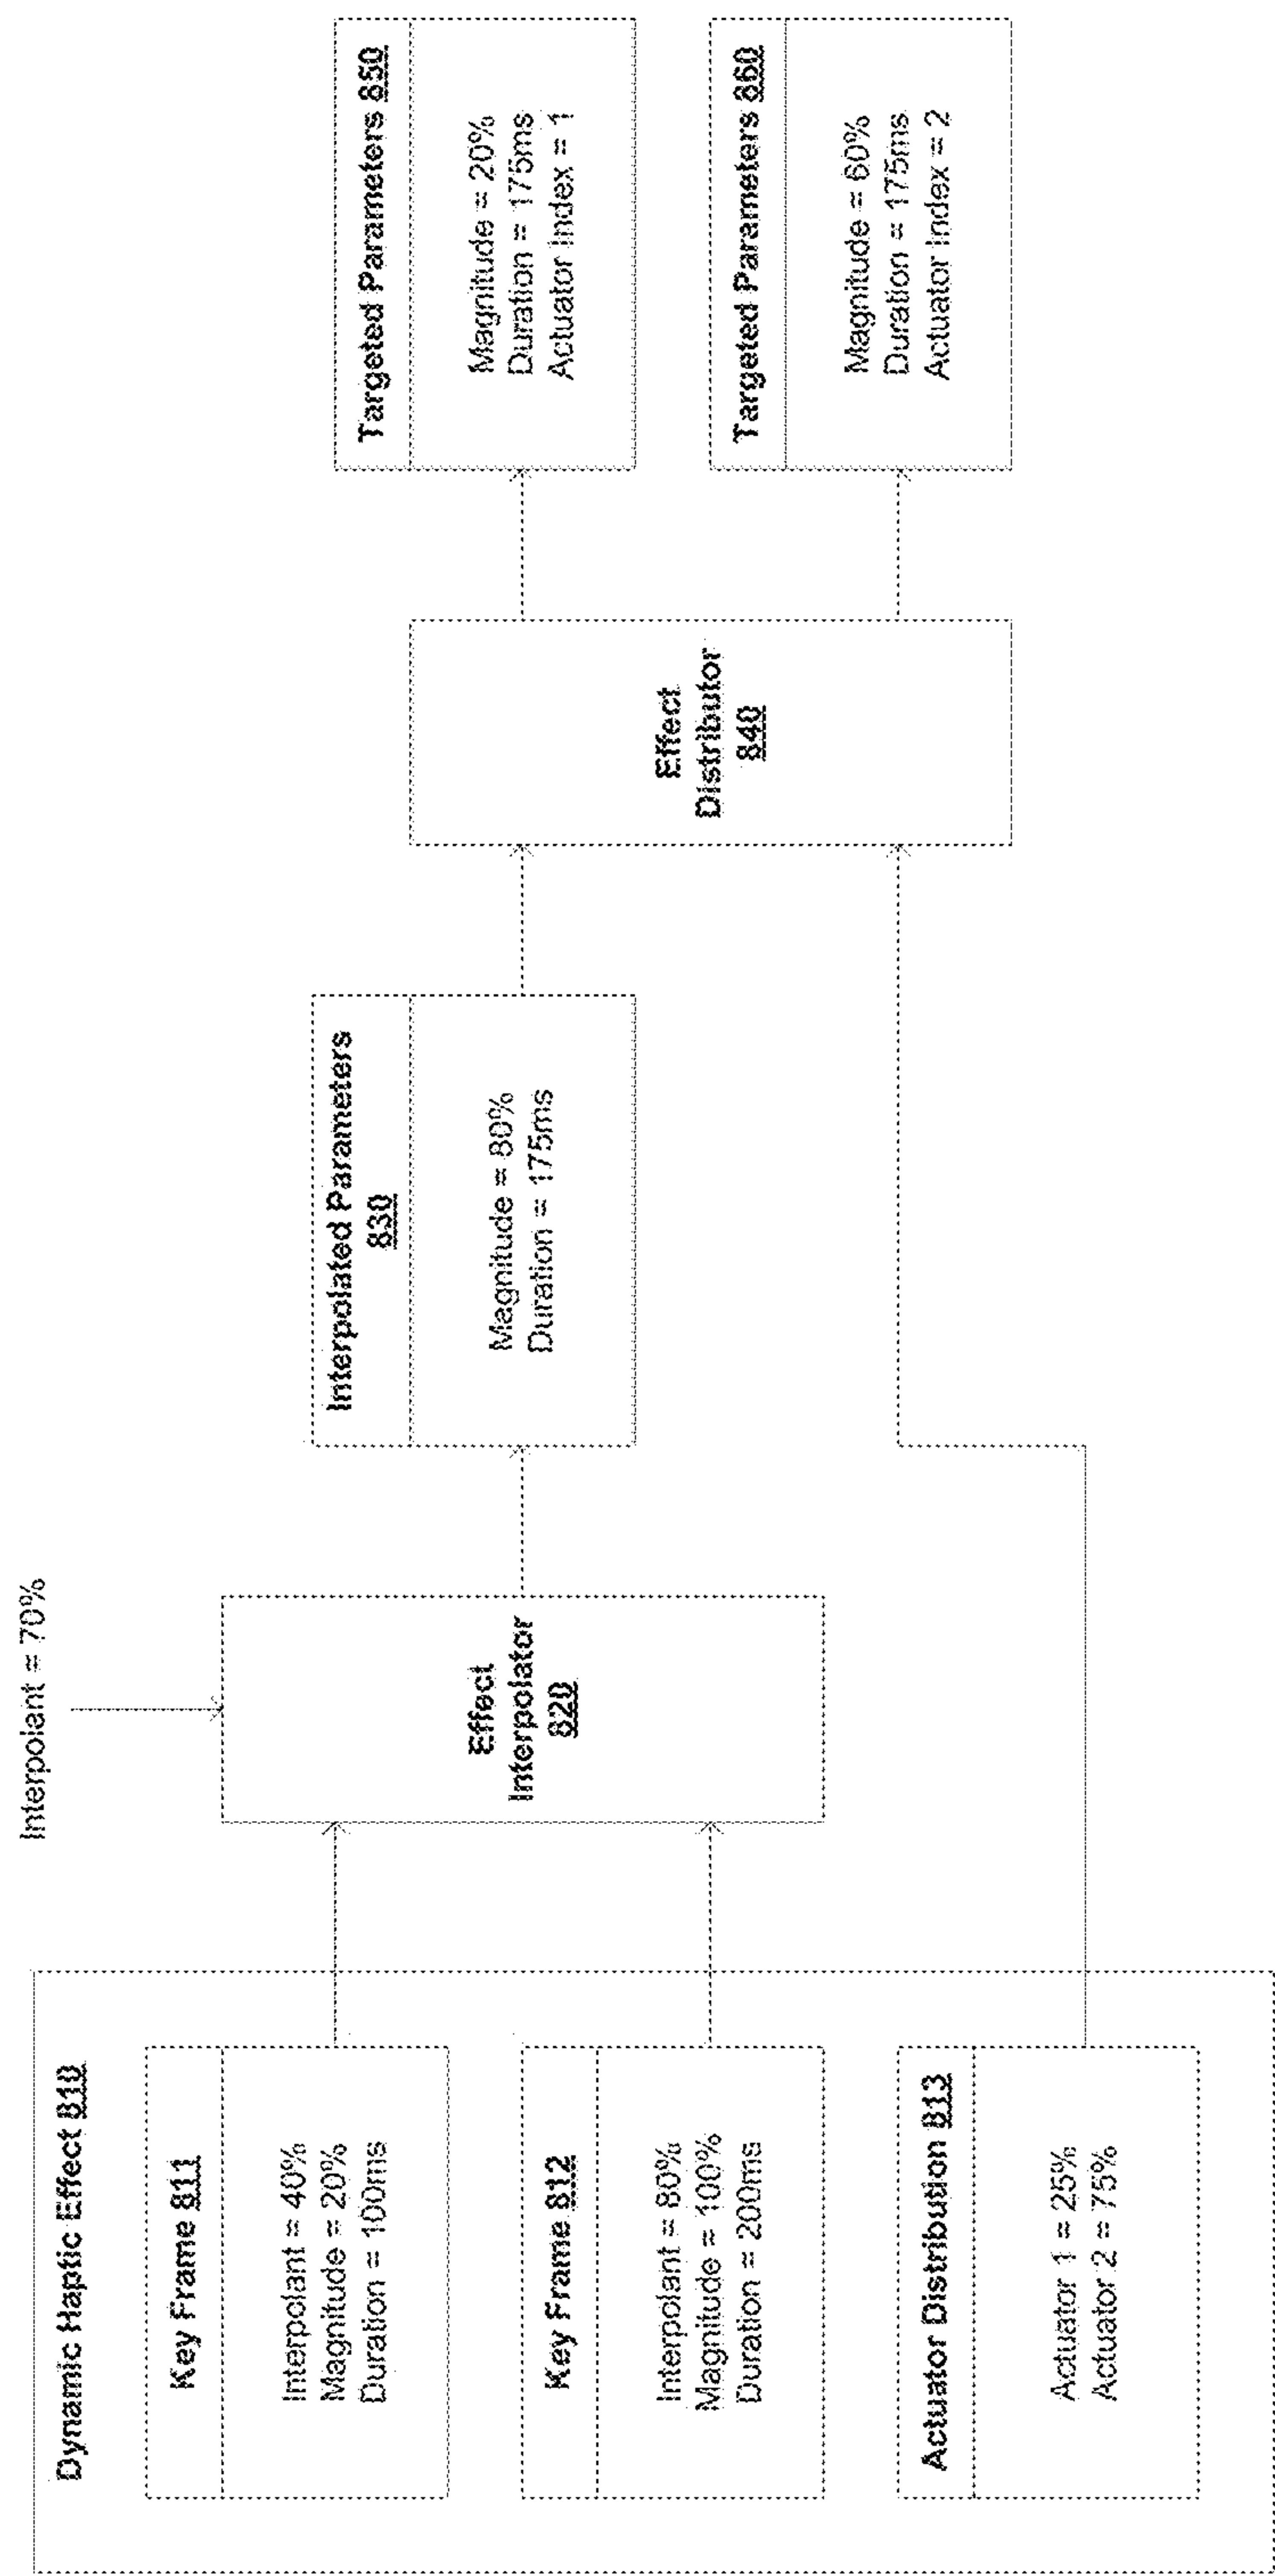 Dynamic Haptic Effect 810
Key Frame 811
Interpolant = 40%
Magnitude = 20%
Duration = 100ms
Key Frame 812
Interpolant = 80%
Magnitude = 100%
Duration = 200ms
Actuator Distribution 813
Actuator 1 = 25%
Actuator 2 = 75%
Interpolant = 70%
Effect
Interpolator
820
Interpolated Parameters
830
Magnitude = 80%
Duration = 175ms
Effect
Distributor
840
Targeted Parameters 850
Magnitude = 20%
Duration = 175ms
Actuator Index = 1
Targeted Parameters 860
Magnitude = 60%
Duration = 175ms
Actuator Index = 2